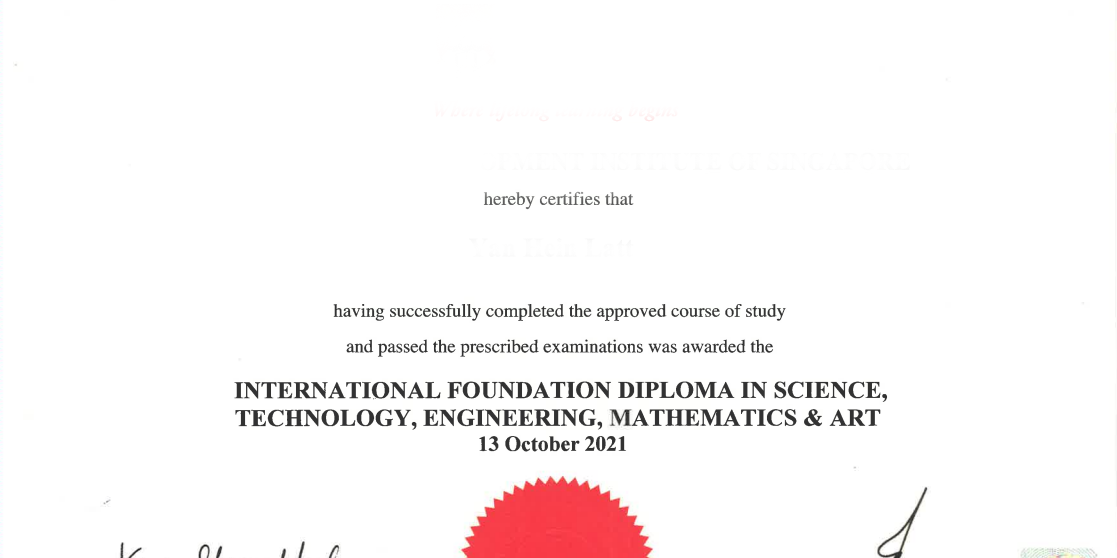 hereby certifies that
having successfully completed the approved course of study
and passed the prescribed examinations was awarded the
INTERNATIONAL FOUNDATION DIPLOMA IN SCIENCE,
TECHNOLOGY, ENGINEERING, MATHEMATICS & ART
13 October 2021